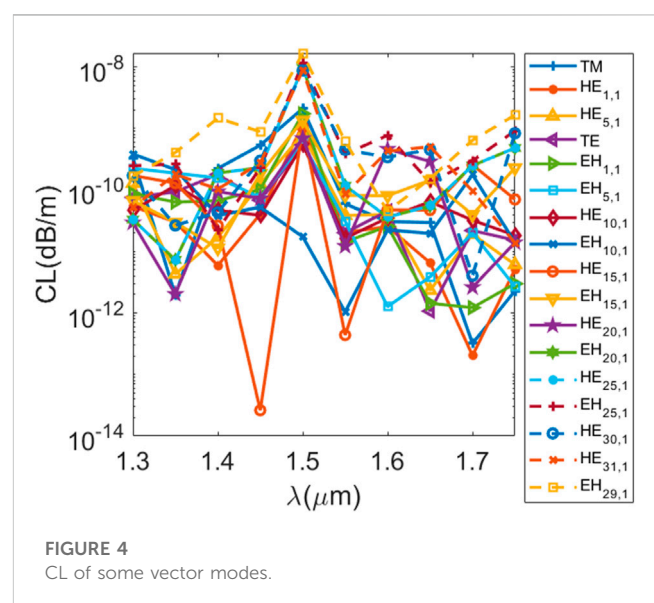 10-8
10-10
10-12
10-14
CL(dB/m)
1.3 1.4 1.5 1.6 1.7
λ(μm)
TM
HE1,1
HE5,1
TE
EH1,1
EH5,1
HE10,1
EH10,1
HE15,1
EH15,1
HE20,1
EH20,1
HE25,1
EH25,1
HE30,1
HE31,1
EH29,1
FIGURE 4
CL of some vector modes.